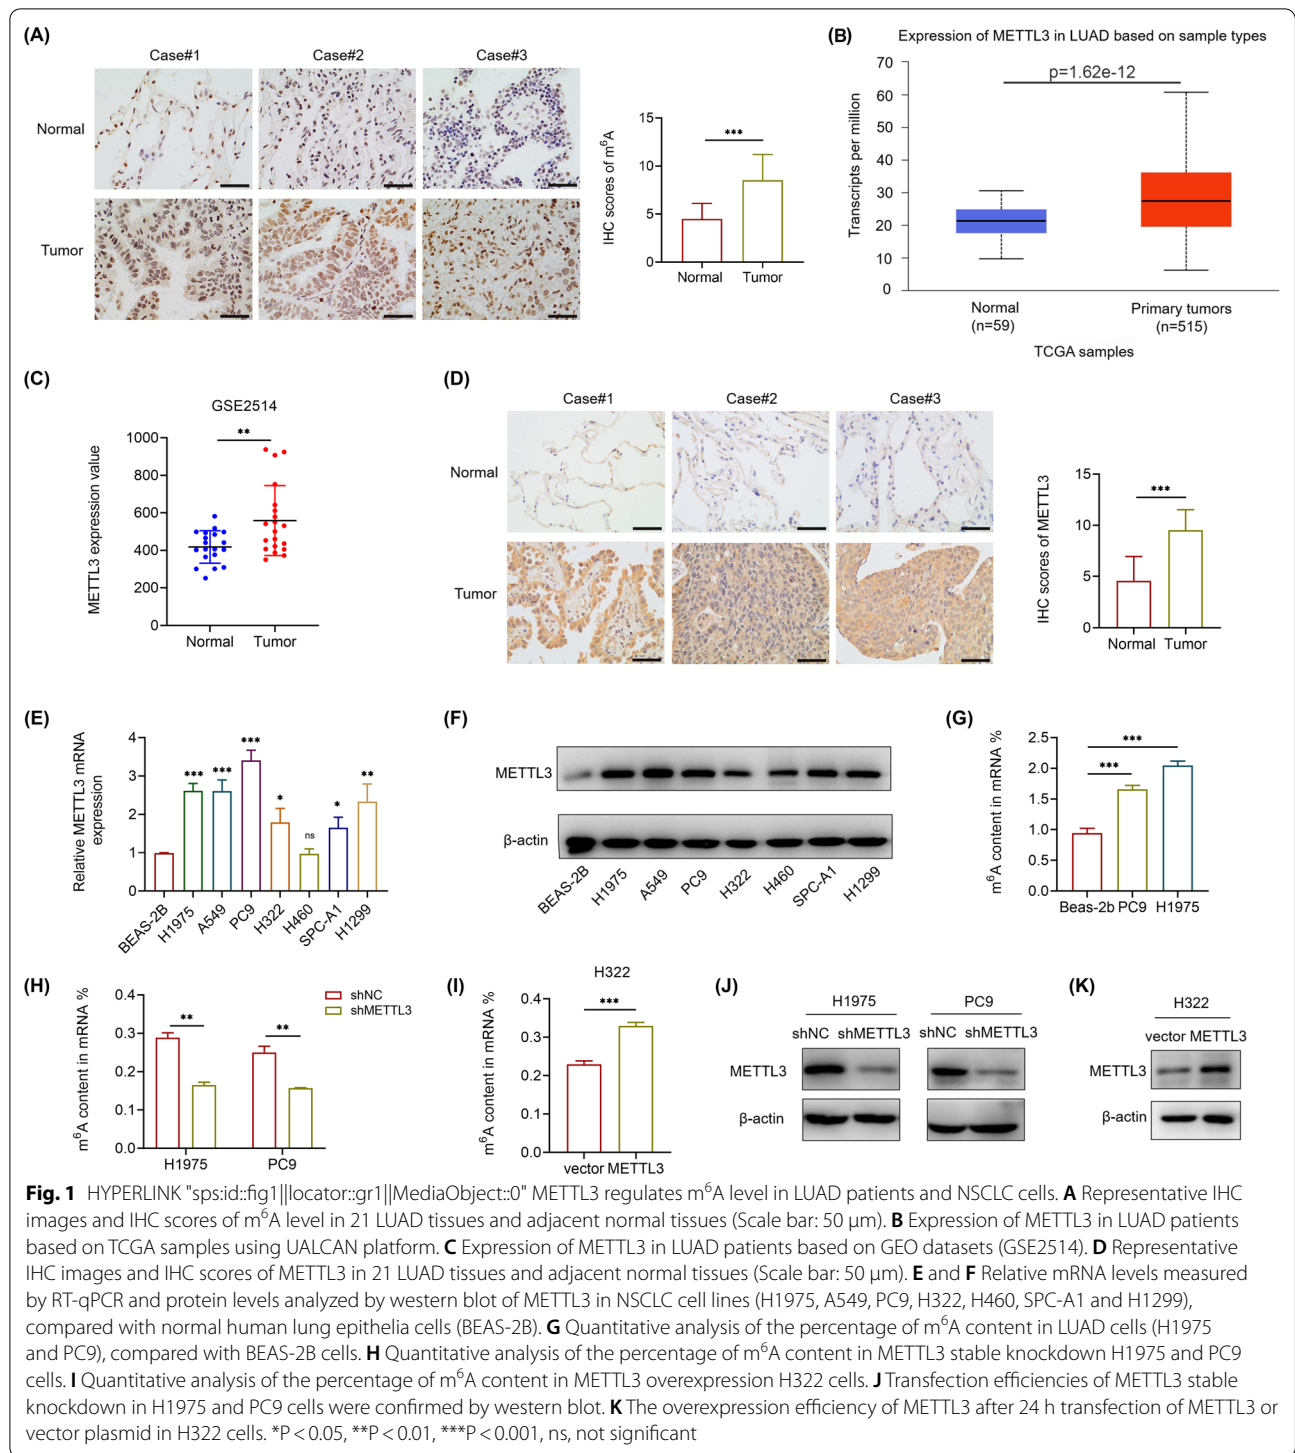 (A)
Case#1 Case#2 Case#3
Normal
Tumor
IHC scores of m⁶A
15
10
5
0
***
Normal Tumor
(B)
Expression of METTL3 in LUAD based on sample types
p=1.62e-12
Transcripts per million
70
60
50
40
30
20
10
0
Normal (n=59)
Primary tumors (n=515)
TCGA samples
(C)
GSE2514
METTL3 expression value
1000
800
600
400
200
0
**
Normal Tumor
(D)
Case#1 Case#2 Case#3
Normal
Tumor
IHC scores of METTL3
15
10
5
0
***
Normal Tumor
(E)
Relative METTL3 mRNA expression
4
3
2
1
0
*** *** *** * ns * **
BEAS-2B H1975 A549 PC9 H322 H460 SPC-A1 H1299
(F)
METTL3
β-actin
BEAS-2B H1975 A549 PC9 H322 H460 SPC-A1 H1299
(G)
m⁶A content in mRNA %
2.5
2.0
1.5
1.0
0.5
0.0
***
***
Beas-2b PC9 H1975
(H)
m⁶A content in mRNA %
0.4
0.3
0.2
0.1
0.0
** **
shNC
shMETTL3
H1975 PC9
(I)
H322
m⁶A content in mRNA %
0.4
0.3
0.2
0.1
0.0
***
vector METTL3
(J)
H1975 PC9
shNC shMETTL3 shNC shMETTL3
METTL3
β-actin
(K)
H322
vector METTL3
METTL3
β-actin
Fig. 1 HYPERLINK "sps:id::fig1||locator::gr1||MediaObject::0" METTL3 regulates m⁶A level in LUAD patients and NSCLC cells. A Representative IHC
images and IHC scores of m⁶A level in 21 LUAD tissues and adjacent normal tissues (Scale bar: 50 μm). B Expression of METTL3 in LUAD patients
based on TCGA samples using UALCAN platform. C Expression of METTL3 in LUAD patients based on GEO datasets (GSE2514). D Representative
IHC images and IHC scores of METTL3 in 21 LUAD tissues and adjacent normal tissues (Scale bar: 50 μm). E and F Relative mRNA levels measured
by RT-qPCR and protein levels analyzed by western blot of METTL3 in NSCLC cell lines (H1975, A549, PC9, H322, H460, SPC-A1 and H1299),
compared with normal human lung epithelia cells (BEAS-2B). G Quantitative analysis of the percentage of m⁶A content in LUAD cells (H1975
and PC9), compared with BEAS-2B cells. H Quantitative analysis of the percentage of m⁶A content in METTL3 stable knockdown H1975 and PC9
cells. I Quantitative analysis of the percentage of m⁶A content in METTL3 overexpression H322 cells. J Transfection efficiencies of METTL3 stable
knockdown in H1975 and PC9 cells were confirmed by western blot. K The overexpression efficiency of METTL3 after 24 h transfection of METTL3 or
vector plasmid in H322 cells. *P < 0.05, **P < 0.01, ***P < 0.001, ns, not significant